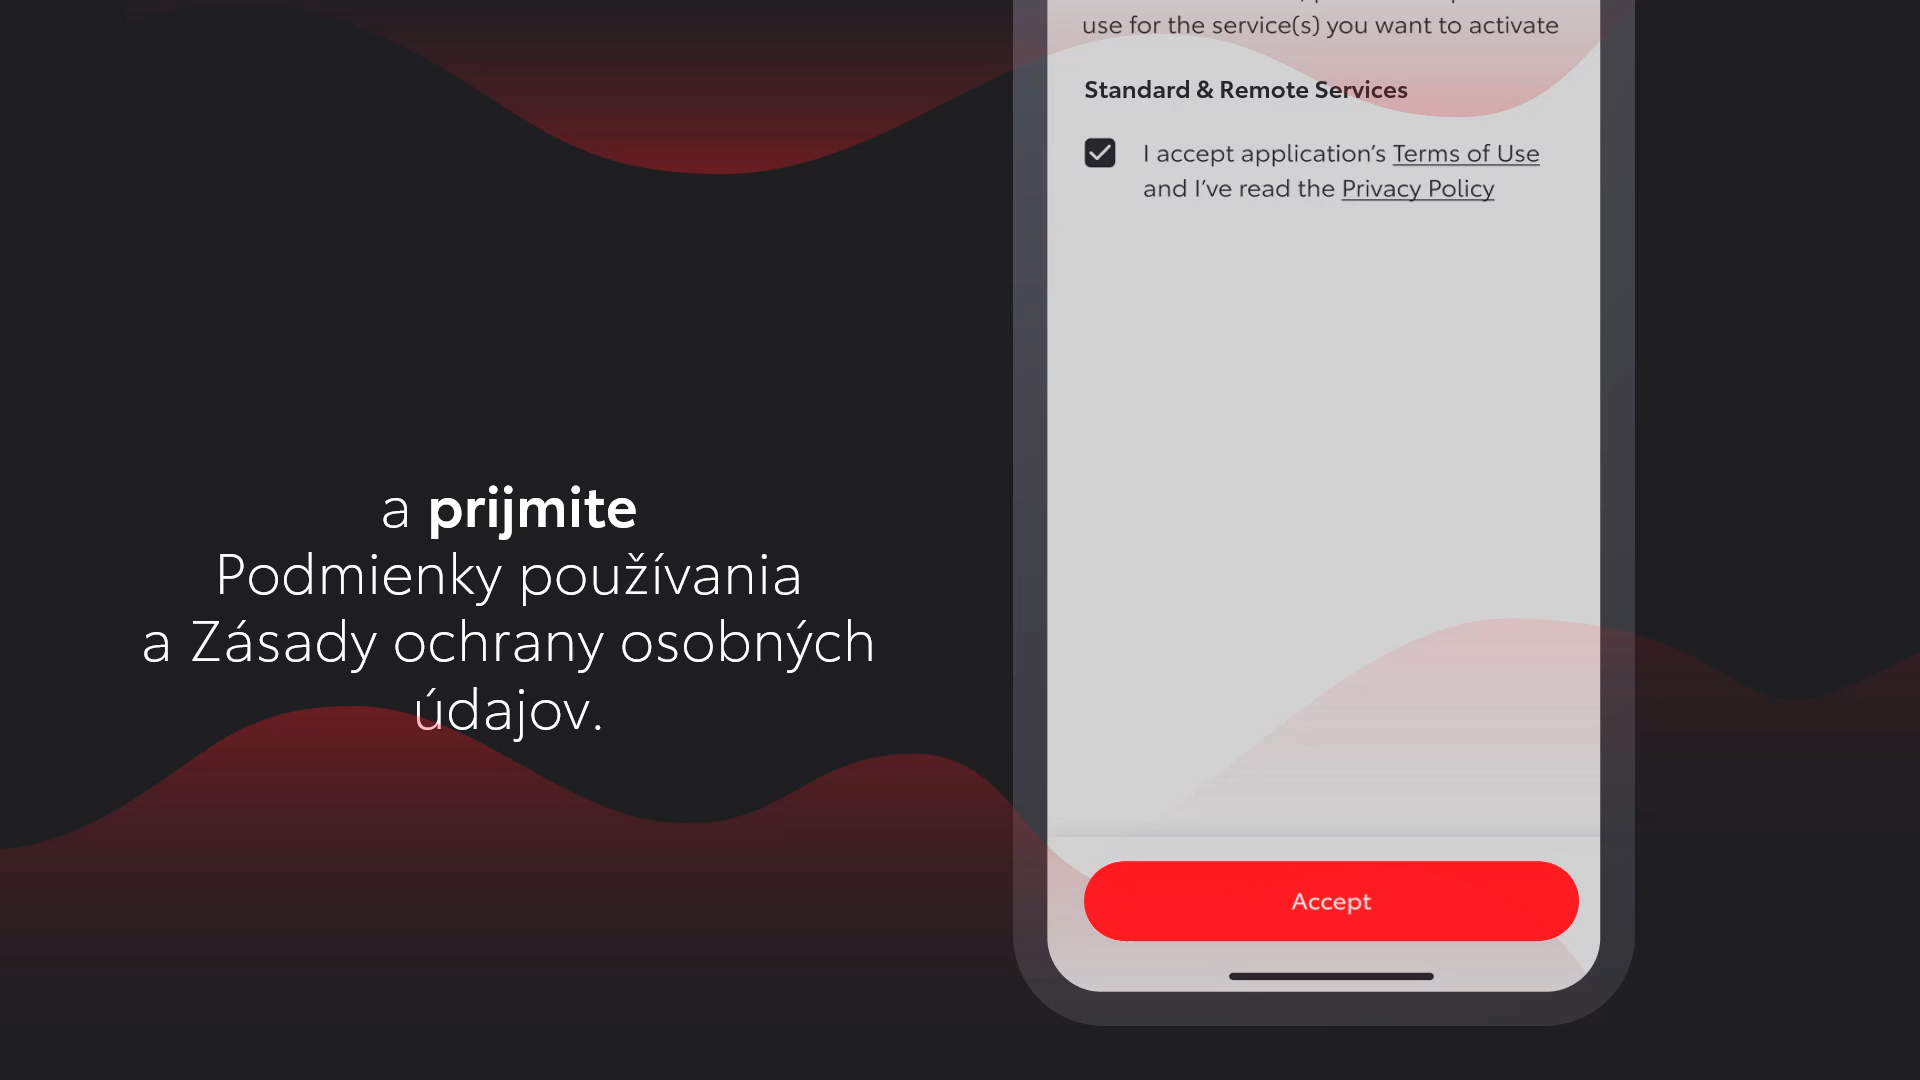 a prijmite
Podmienky používania
a Zásady ochrany osobných
údajov.
use for the service(s) you want to activate
Standard & Remote Services
I accept application’s Terms of Use
and I’ve read the Privacy Policy
Accept